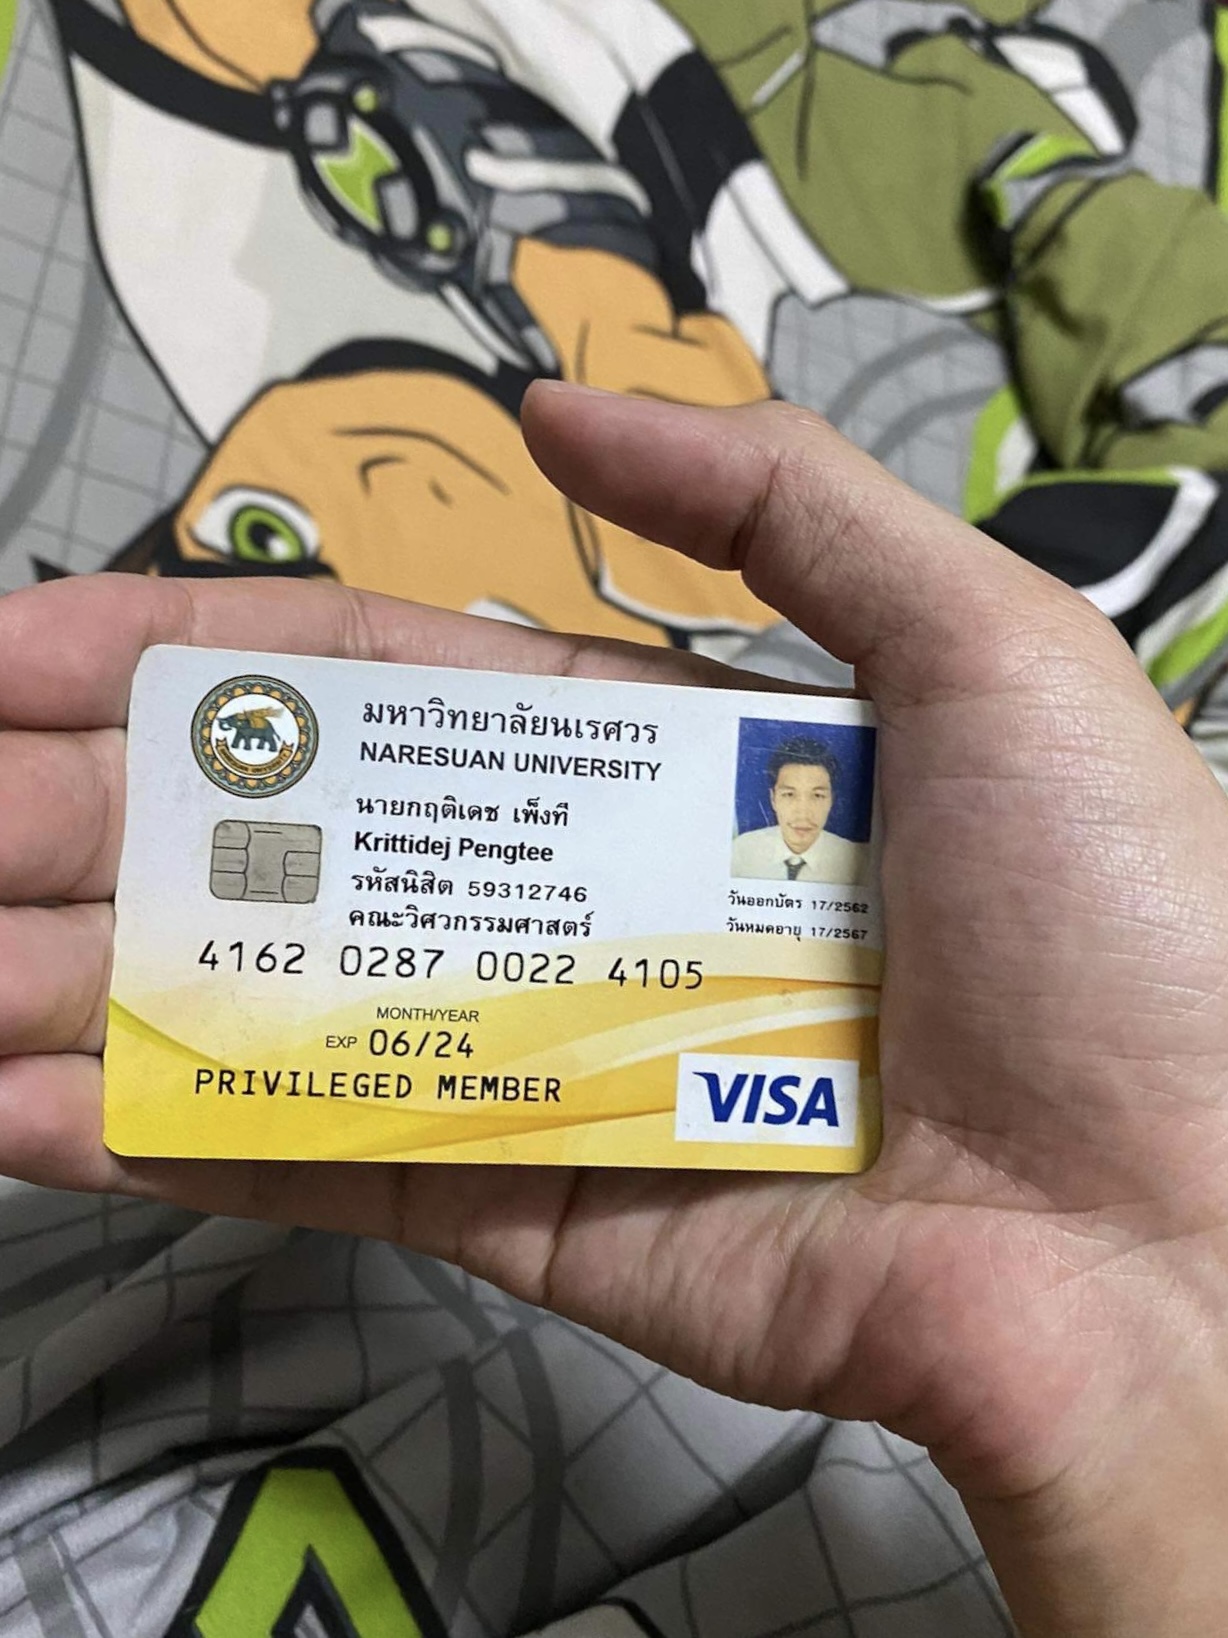 มหาวิทยาลัยนเรศวร
NARESUAN UNIVERSITY
นายกฤติเดช เพ็งที
Krittidej Pengtee
รหัสนิสิต 59312746
คณะวิศวกรรมศาสตร์
วันออกบัตร 17/2562
วันหมดอายุ 17/2567
4162 0287 0022 4105
MONTH/YEAR
EXP 06/24
PRIVILEGED MEMBER
VISA